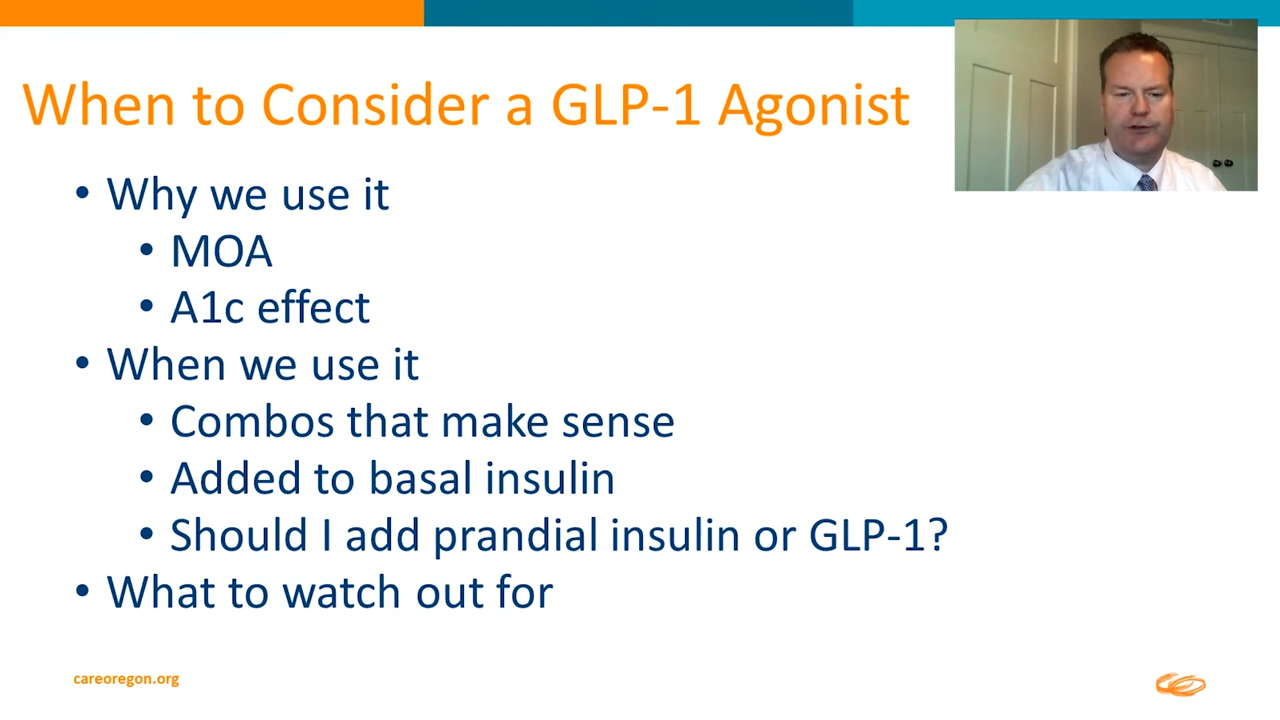 When to Consider a GLP-1 Agonist
• Why we use it
• MOA
• A1c effect
• When we use it
• Combos that make sense
• Added to basal insulin
• Should I add prandial insulin or GLP-1?
• What to watch out for
careoregon.org